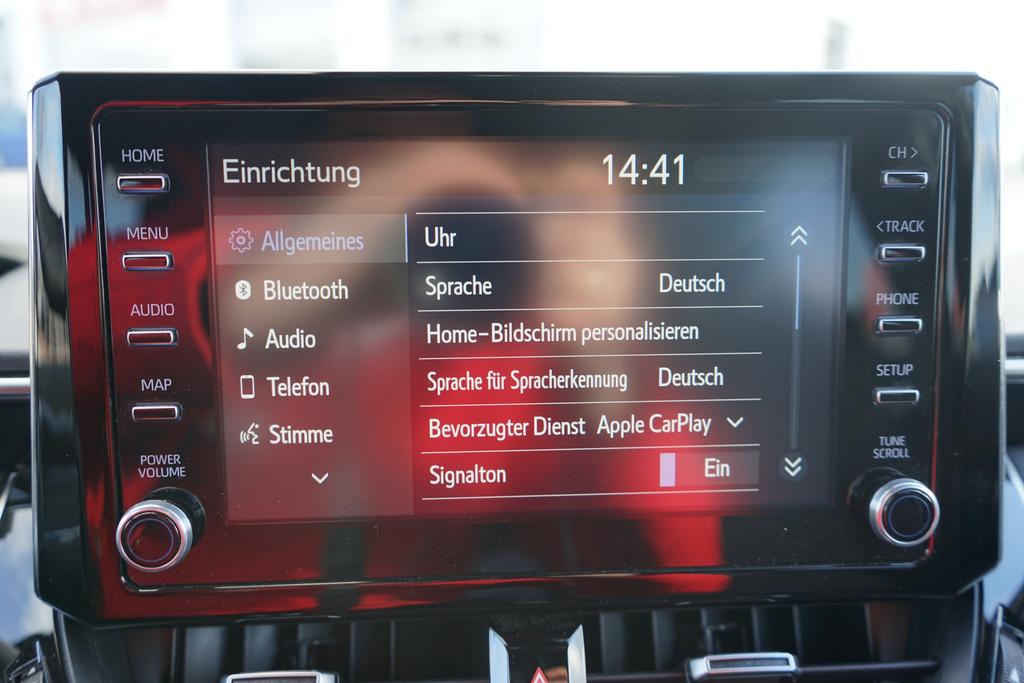 HOME
MENU
AUDIO
MAP
POWER
VOLUME
Einrichtung 14:41
Allgemeines
Bluetooth
Audio
Telefon
Stimme
Uhr
Sprache Deutsch
Home-Bildschirm personalisieren
Sprache für Spracherkennung Deutsch
Bevorzugter Dienst Apple CarPlay
Signalton Ein
CH >
< TRACK
PHONE
SETUP
TUNE
SCROLL